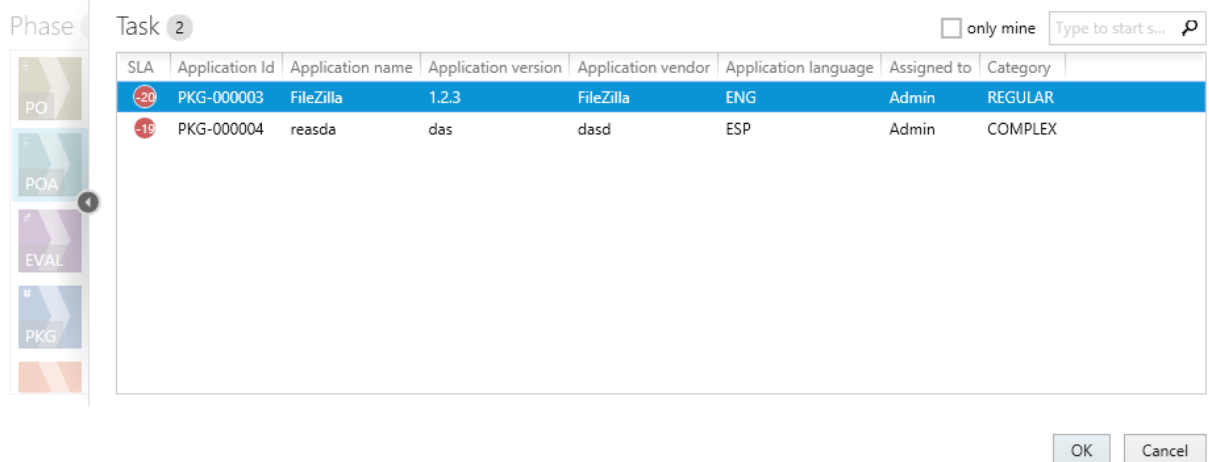 Phase
PO
POA
EVAL
PKG
Task 2
only mine Type to start s...
SLA Application Id Application name Application version Application vendor Application language Assigned to Category
-20 PKG-000003 FileZilla 1.2.3 FileZilla ENG Admin REGULAR
-19 PKG-000004 reasda das dasd ESP Admin COMPLEX
OK Cancel